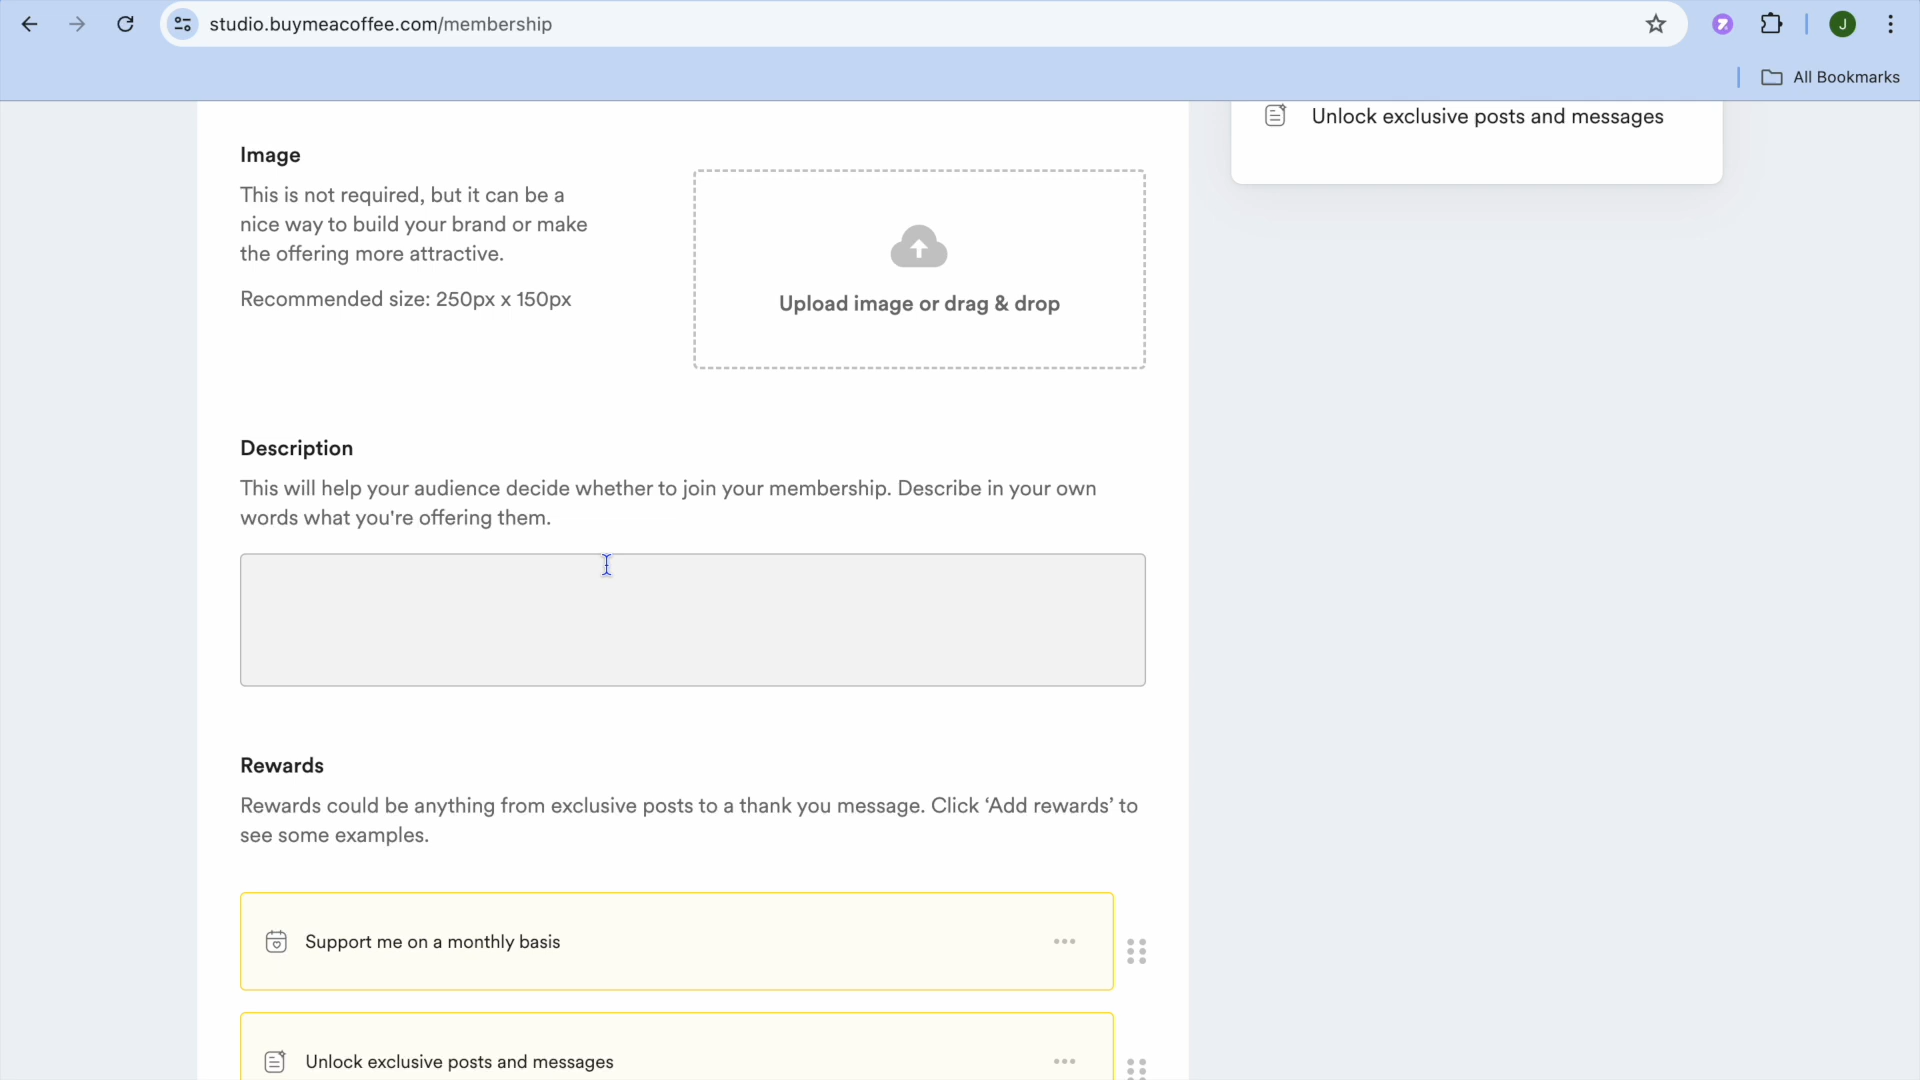 studio.buymeacoffee.com/membership
J
All Bookmarks
Unlock exclusive posts and messages
Image
This is not required, but it can be a
nice way to build your brand or make
the offering more attractive.
Recommended size: 250px x 150px
Upload image or drag & drop
Description
This will help your audience decide whether to join your membership. Describe in your own
words what you're offering them.
Rewards
Rewards could be anything from exclusive posts to a thank you message. Click ‘Add rewards’ to
see some examples.
Support me on a monthly basis
Unlock exclusive posts and messages